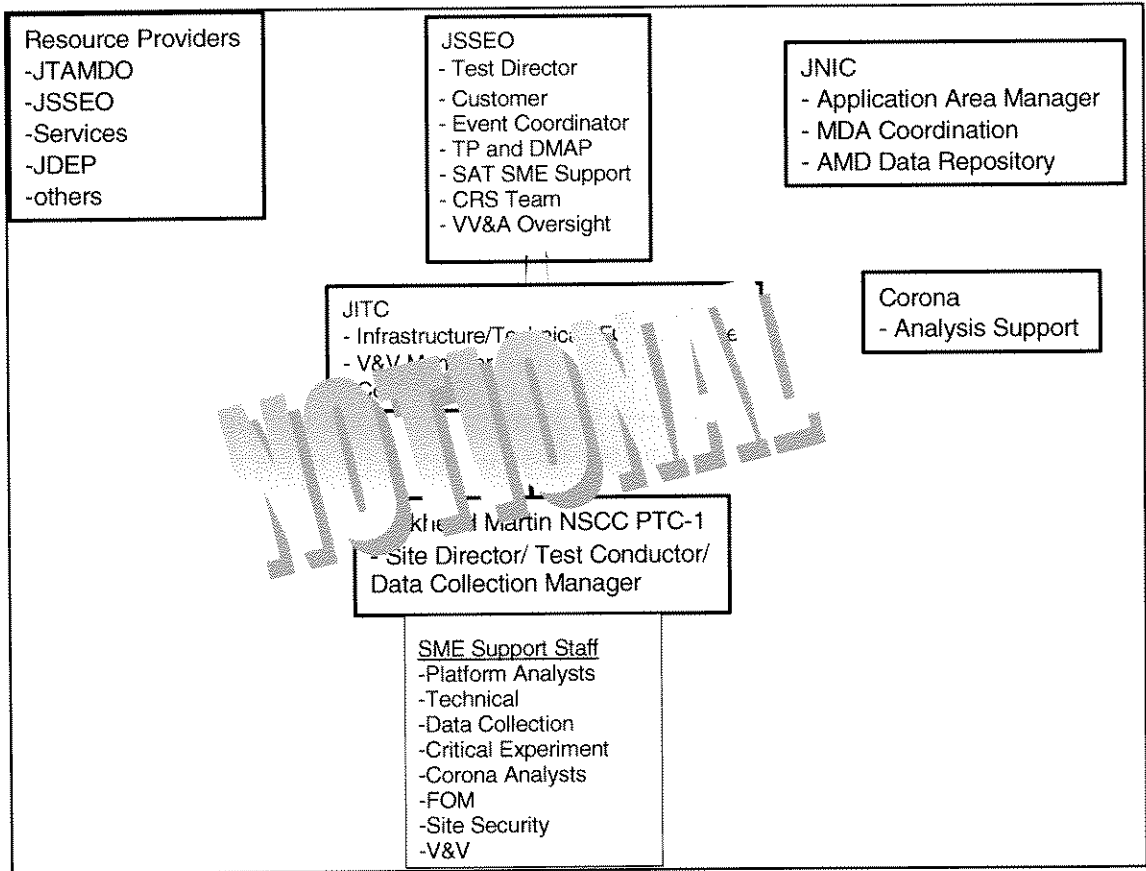 Resource Providers
-JTAMDO
-JSSEO
-Services
-JDEP
-others
JSSEO
- Test Director
- Customer
- Event Coordinator
- TP and DMAP
- SAT SME Support
- CRS Team
- VV&A Oversight
JNIC
- Application Area Manager
- MDA Coordination
- AMD Data Repository
JITC
- Infrastructure/
- V&V
Corona
- Analysis Support
NOTIONAL
Martin NSCC PTC-1
- Site Director/ Test Conductor/
Data Collection Manager
SME Support Staff
-Platform Analysts
-Technical
-Data Collection
-Critical Experiment
-Corona Analysts
-FOM
-Site Security
-V&V